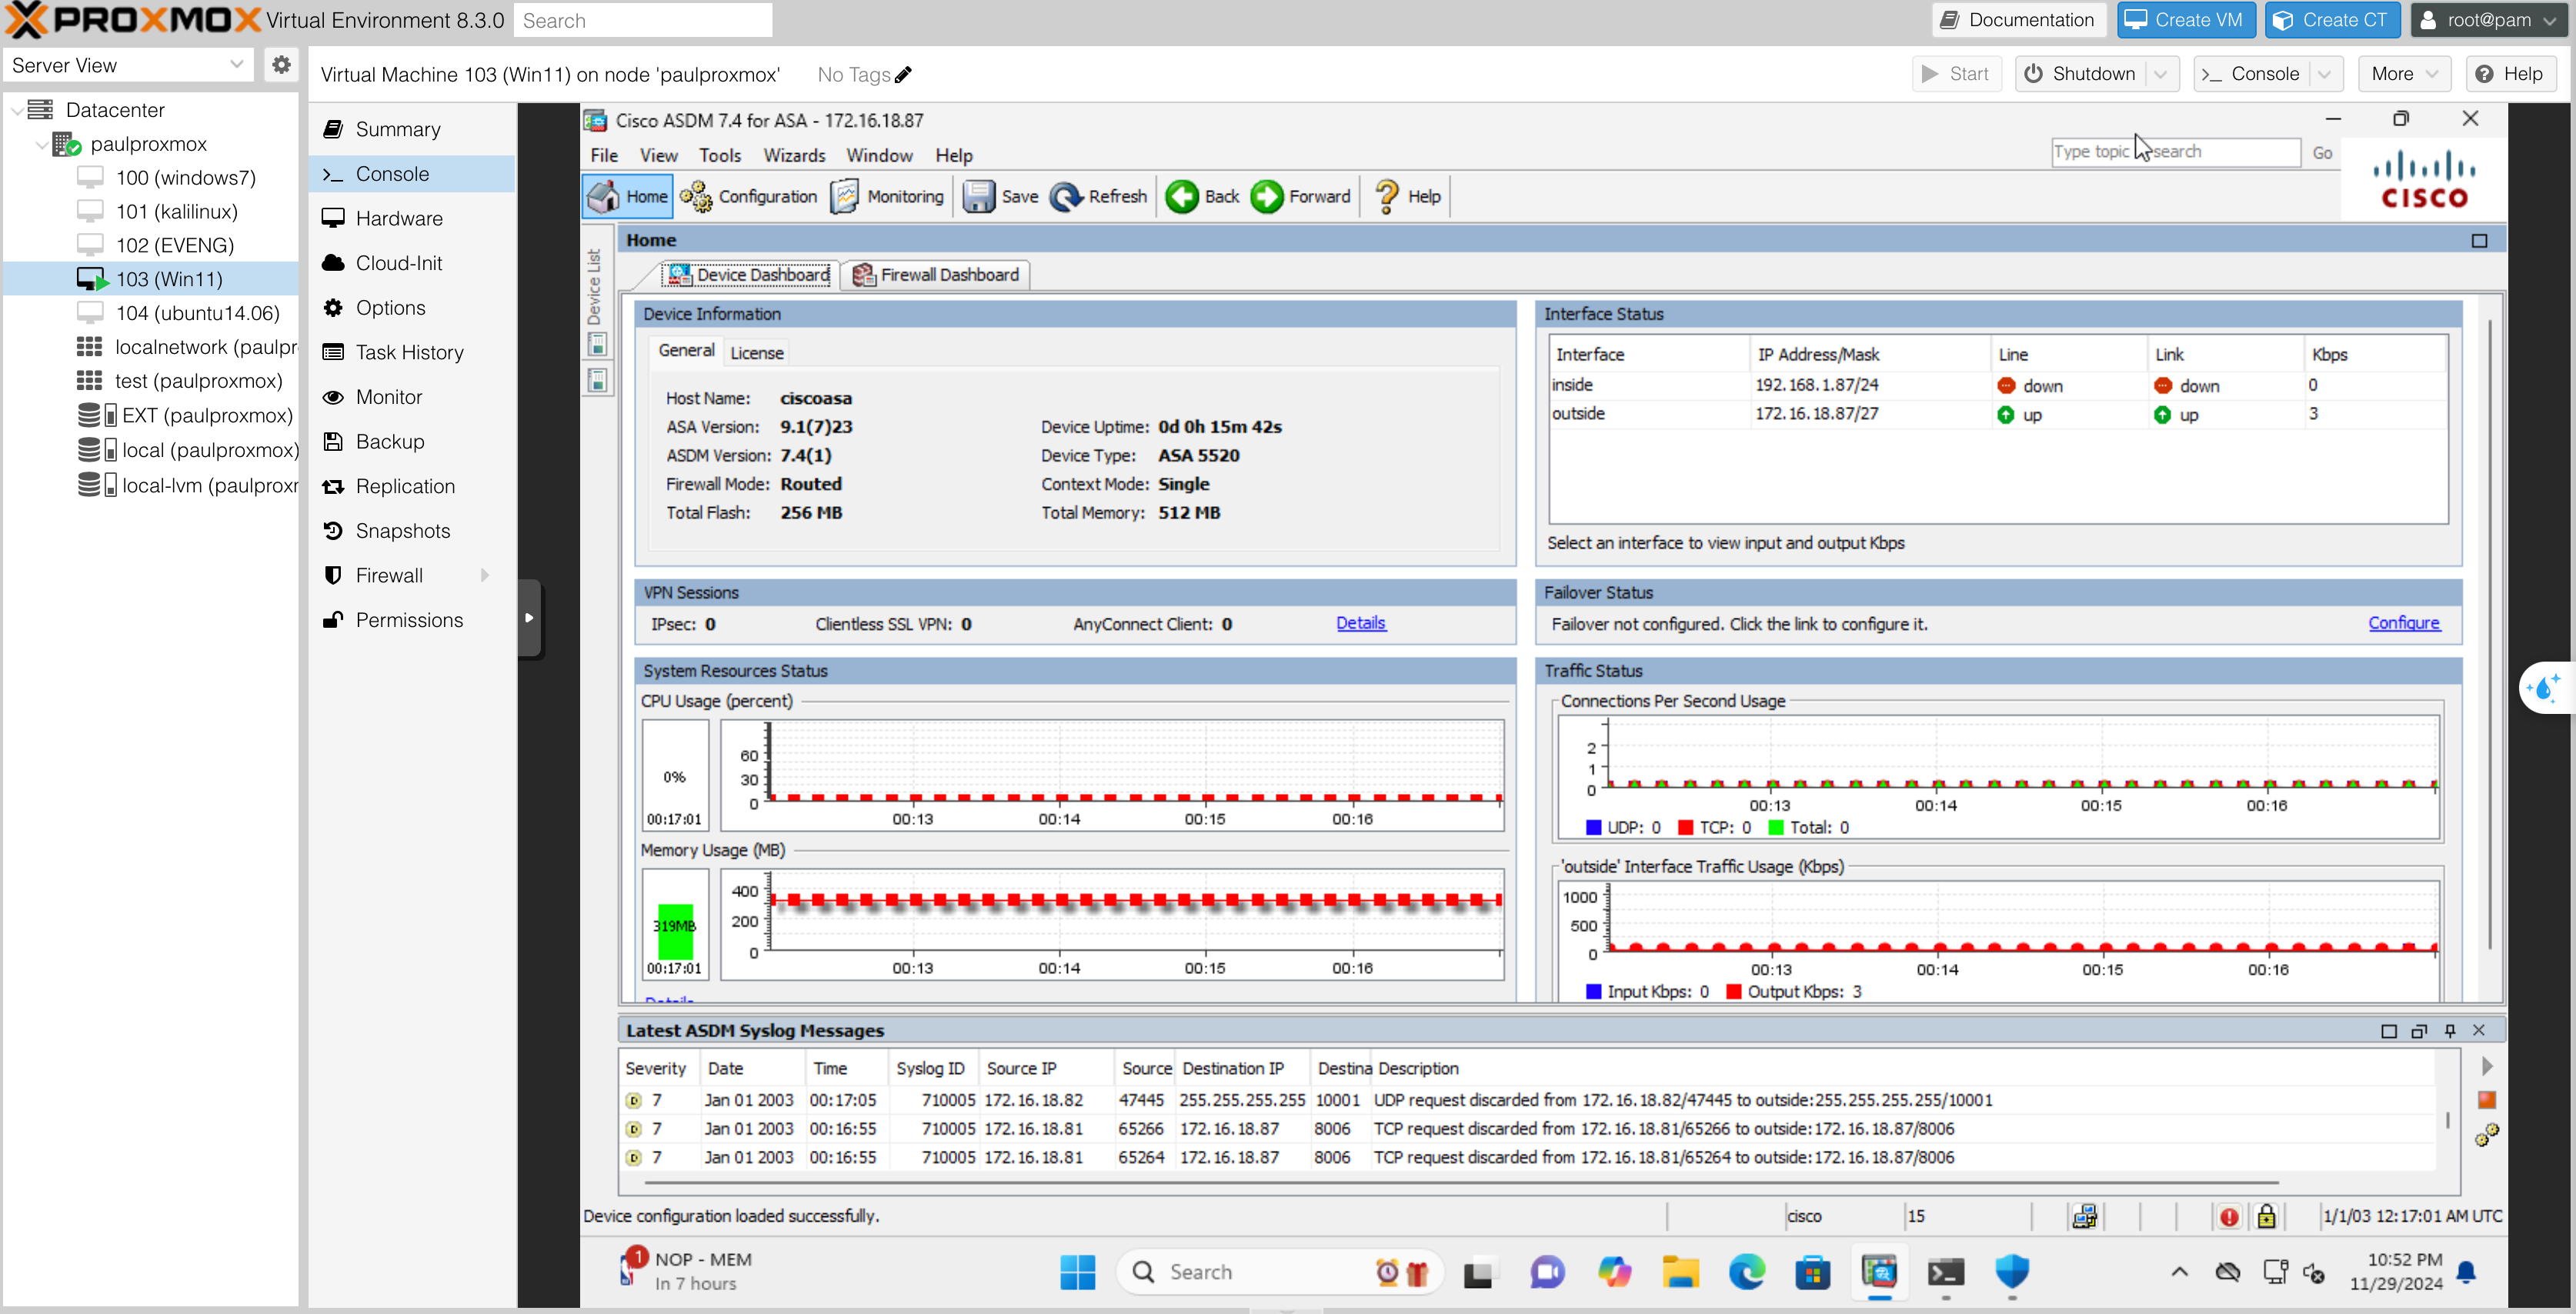 PROXMOX Virtual Environment 8.3.0 Search Documentation Create VM Create CT root@pam
Server View
Virtual Machine 103 (Win11) on node 'paulproxmox' No Tags Start Shutdown Console More Help
Datacenter
paulproxmox
100 (windows7)
101 (kalilinux)
102 (EVENG)
103 (Win11)
104 (ubuntu14.06)
localnetwork (paulpr
test (paulproxmox)
EXT (paulproxmox)
local (paulproxmox)
local-lvm (paulproxm
Summary
Console
Hardware
Cloud-Init
Options
Task History
Monitor
Backup
Replication
Snapshots
Firewall
Permissions
Cisco ASDM 7.4 for ASA - 172.16.18.87
File View Tools Wizards Window Help
Type topic search Go
CISCO
Home Configuration Monitoring Save Refresh Back Forward Help
Device List
Home
Device Dashboard Firewall Dashboard
Device Information
General License
Host Name: ciscoasa
ASA Version: 9.1(7)23 Device Uptime: 0d 0h 15m 42s
ASDM Version: 7.4(1) Device Type: ASA 5520
Firewall Mode: Routed Context Mode: Single
Total Flash: 256 MB Total Memory: 512 MB
Interface Status
Interface IP Address/Mask Line Link Kbps
inside 192.168.1.87/24 down down 0
outside 172.16.18.87/27 up up 3
Select an interface to view input and output Kbps
VPN Sessions
IPsec: 0 Clientless SSL VPN: 0 AnyConnect Client: 0 Details
Failover Status
Failover not configured. Click the link to configure it. Configure
System Resources Status
CPU Usage (percent)
60
30
0
0%
00:17:01
00:13 00:14 00:15 00:16
Memory Usage (MB)
400
200
0
319MB
00:17:01
00:13 00:14 00:15 00:16
Details
Traffic Status
Connections Per Second Usage
2
1
0
00:13 00:14 00:15 00:16
UDP: 0 TCP: 0 Total: 0
'outside' Interface Traffic Usage (Kbps)
1000
500
0
00:13 00:14 00:15 00:16
Input Kbps: 0 Output Kbps: 3
Latest ASDM Syslog Messages
Severity Date Time Syslog ID Source IP Source Destination IP Destina Description
7 Jan 01 2003 00:17:05 710005 172.16.18.82 47445 255.255.255.255 10001 UDP request discarded from 172.16.18.82/47445 to outside:255.255.255.255/10001
7 Jan 01 2003 00:16:55 710005 172.16.18.81 65266 172.16.18.87 8006 TCP request discarded from 172.16.18.81/65266 to outside:172.16.18.87/8006
7 Jan 01 2003 00:16:55 710005 172.16.18.81 65264 172.16.18.87 8006 TCP request discarded from 172.16.18.81/65264 to outside:172.16.18.87/8006
Device configuration loaded successfully. cisco 15 1/1/03 12:17:01 AM UTC
1 NOP - MEM
In 7 hours
Search
10:52 PM
11/29/2024